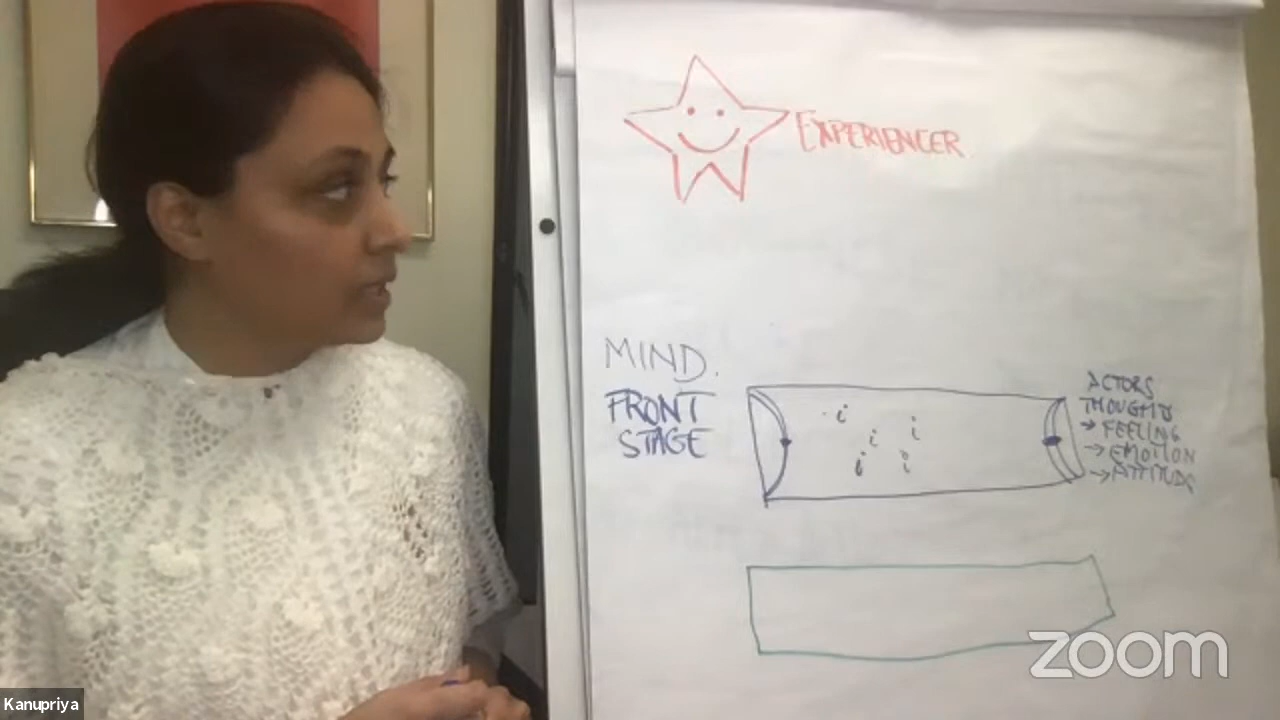 EXPERIENCER
MIND.
FRONT
STAGE
i i i i i
ACTORS
THOUGHTS
→ FEELING
→ EMOTION
→ ATTITUDE
zoom
Kanupriya